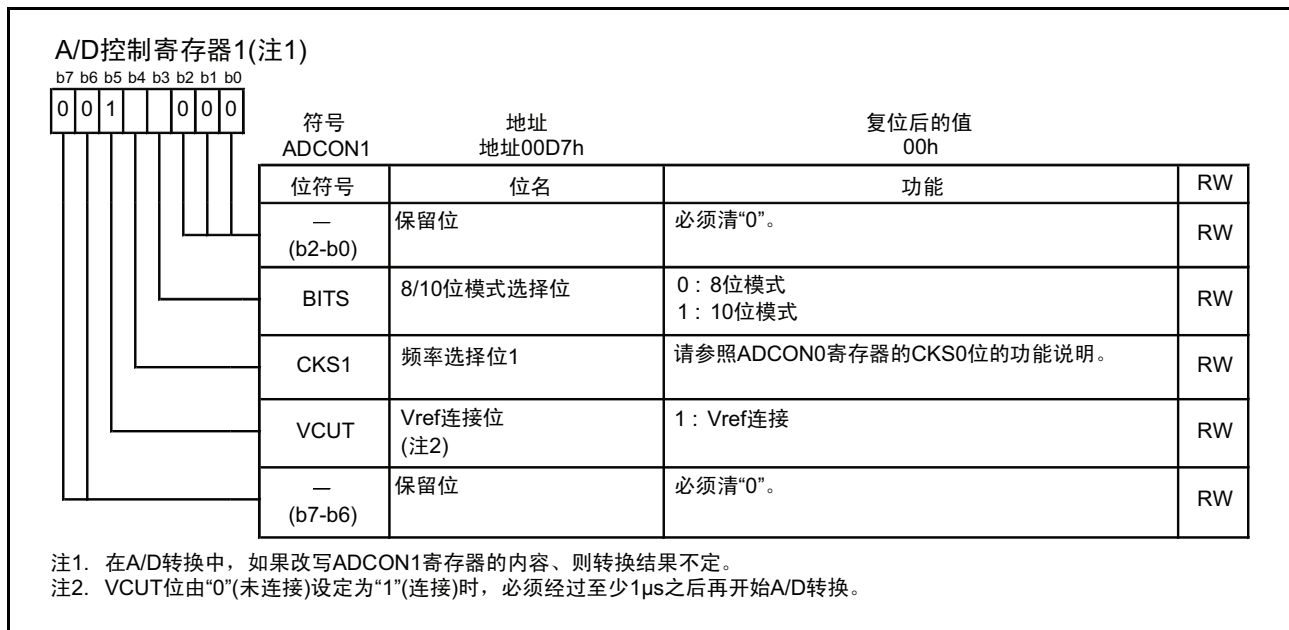 A/D控制寄存器1(注1)
b7 b6 b5 b4 b3 b2 b1 b0
0 0 1 0 0 0
符号 地址 复位后的值
ADCON1 地址00D7h 00h
位符号 位名 功能 RW
— (b2-b0) 保留位 必须清“0”。 RW
BITS 8/10位模式选择位 0：8位模式
1：10位模式 RW
CKS1 频率选择位1 请参照ADCON0寄存器的CKS0位的功能说明。 RW
VCUT Vref连接位 1：Vref连接 RW
(注2)
— (b7-b6) 保留位 必须清“0”。 RW
注1. 在A/D转换中，如果改写ADCON1寄存器的内容、则转换结果不定。
注2. VCUT位由“0”(未连接)设定为“1”(连接)时，必须经过至少1μs之后再开始A/D转换。